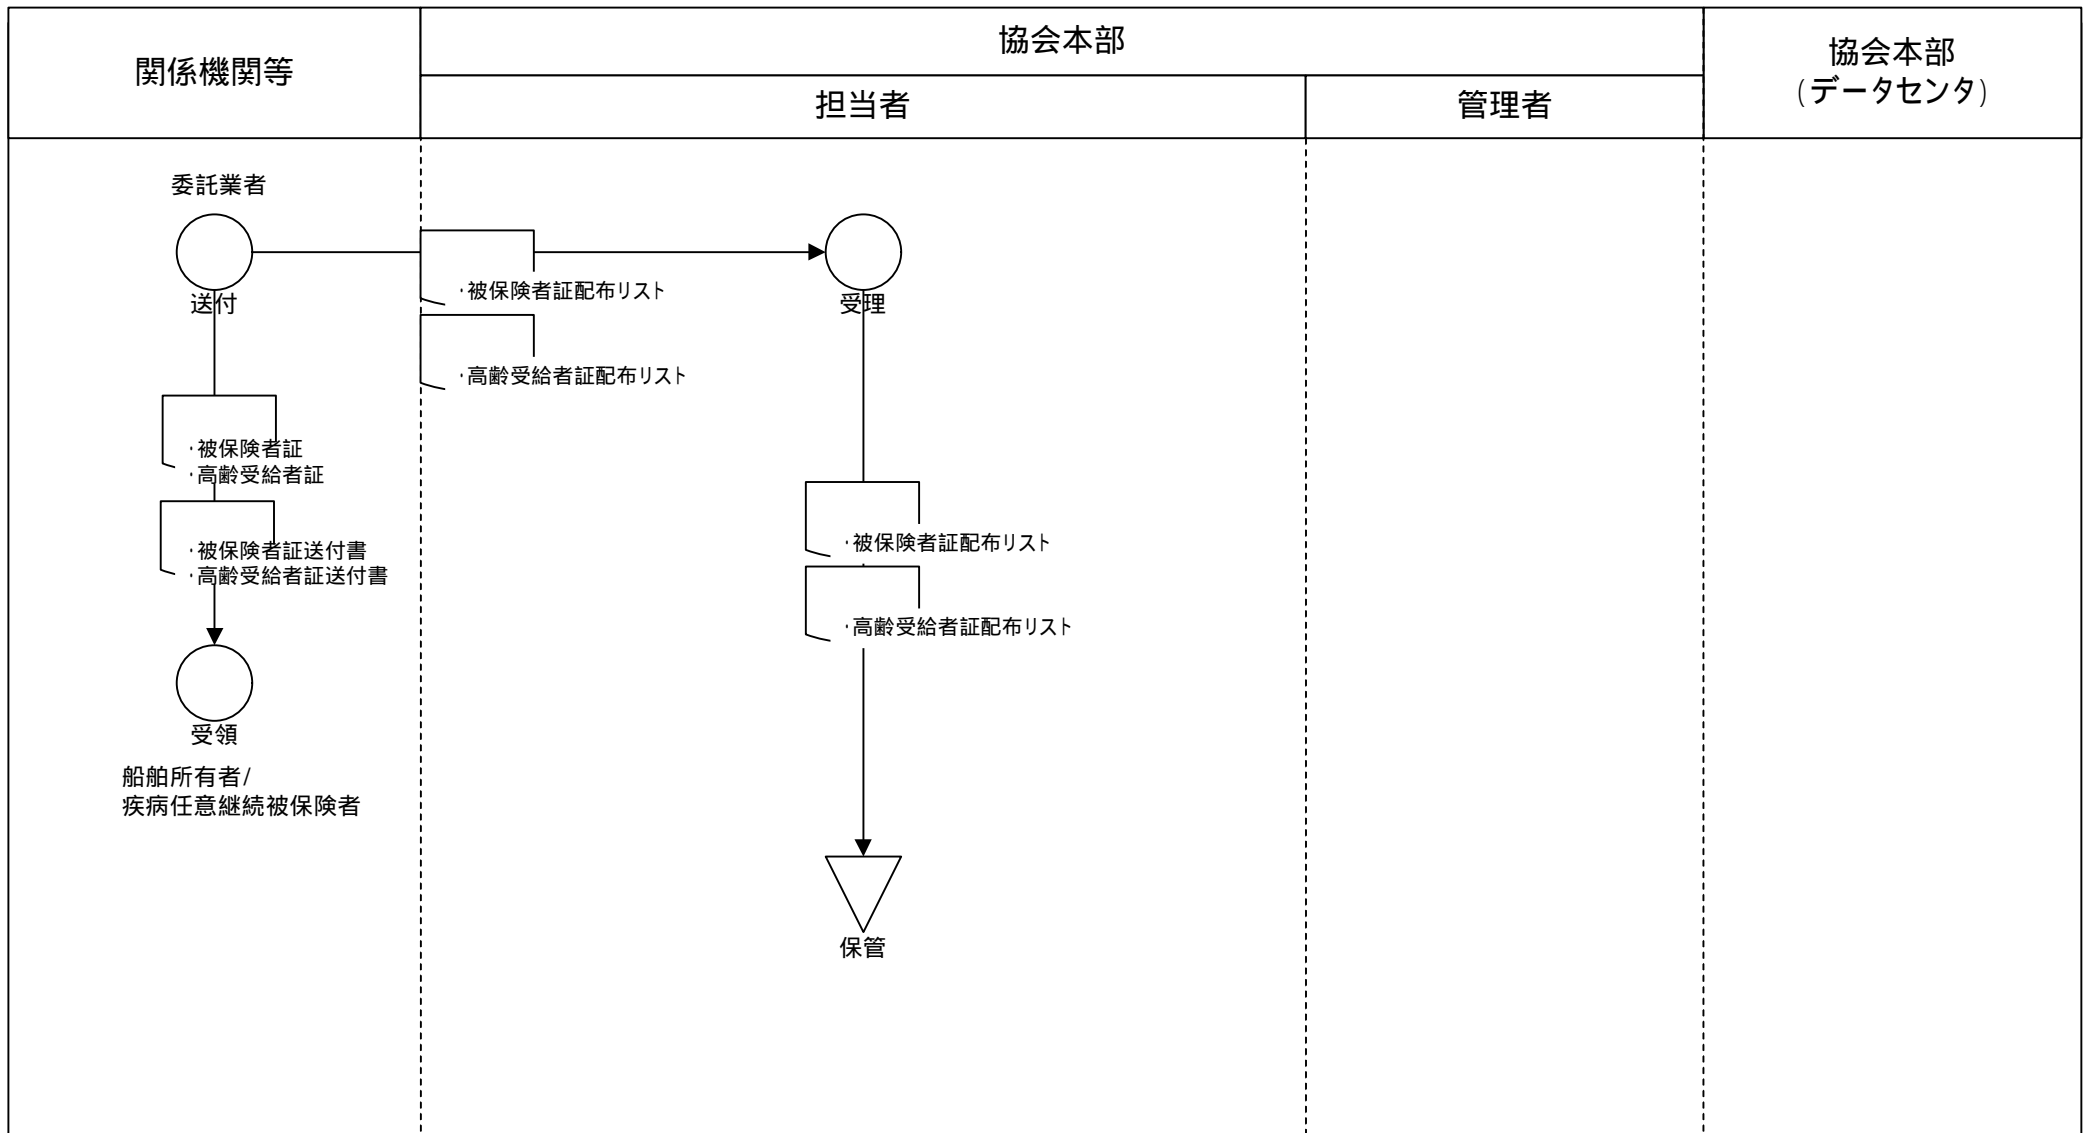 関係機関等
協会本部
担当者
管理者
協会本部
(データセンタ)
委託業者
送付
・被保険者証配布リスト
・高齢受給者証配布リスト
受理
・被保険者証
・高齢受給者証
・被保険者証送付書
・高齢受給者証送付書
受領
船舶所有者/
疾病任意継続被保険者
・被保険者証配布リスト
・高齢受給者証配布リスト
保管